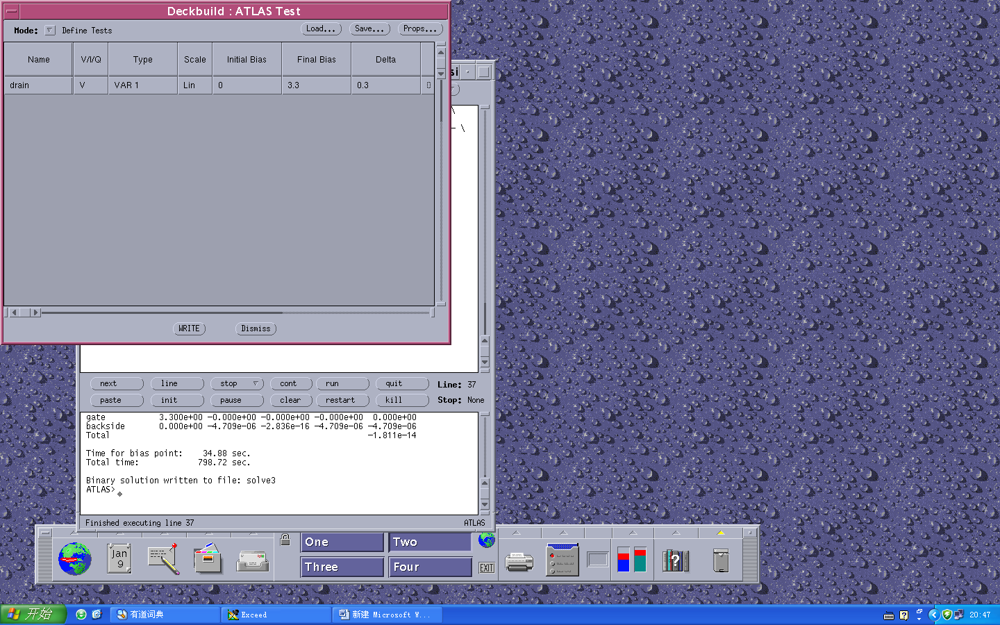 Deckbuild : ATLAS Test
Mode: Define Tests Load... Save... Props...
Name V/I/Q Type Scale Initial Bias Final Bias Delta
drain V VAR 1 Lin 0 3.3 0.3 0
si
\
— \
WRITE Dismiss
next line stop cont run quit Line: 37
paste init pause clear restart kill Stop: None
gate 3.300e+00 −0.000e+00 −0.000e+00 −0.000e+00 0.000e+00
backside 0.000e+00 −4.709e−06 −2.836e−16 −4.709e−06 −4.709e−06
Total −1.811e−14
Time for bias point: 34.88 sec.
Total time: 798.72 sec.
Binary solution written to file: solve3
ATLAS>
Finished executing line 37 ATLAS
Jan
9
One Two
Three Four
EXIT
?
开始 有道词典 Exceed 新建 Microsoft W... 20:47